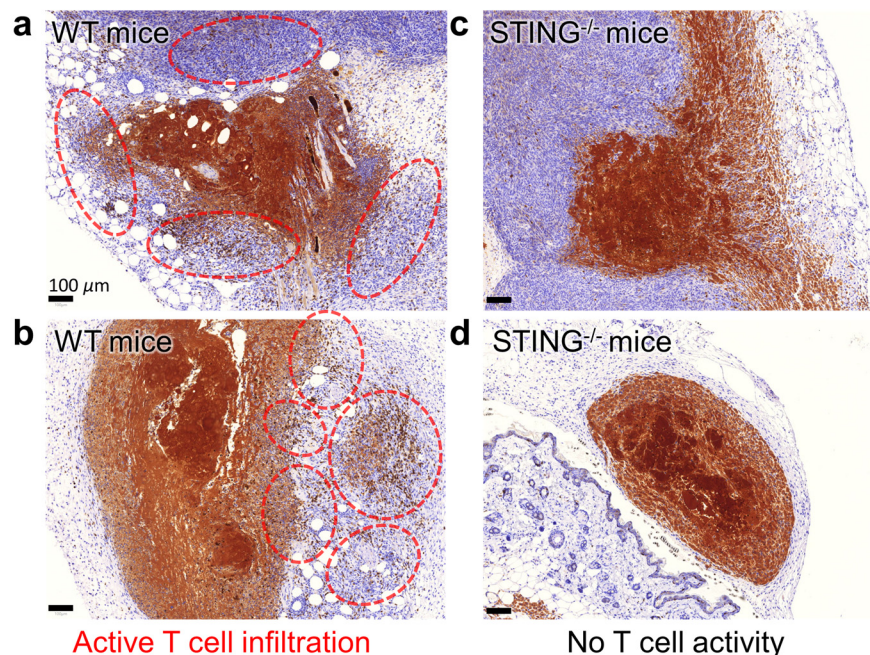 a WT mice
100 μm
b WT mice
c STING-/- mice
d STING-/- mice
Active T cell infiltration
No T cell activity